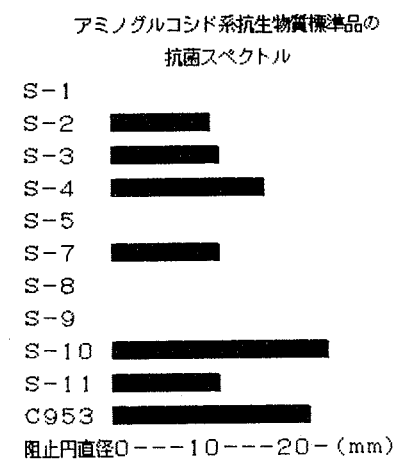 アミノグルコシド系抗生物質標準品の
抗菌スペクトル
S-1
S-2
S-3
S-4
S-5
S-7
S-8
S-9
S-10
S-11
C953
阻止円直径0---10---20-(mm)